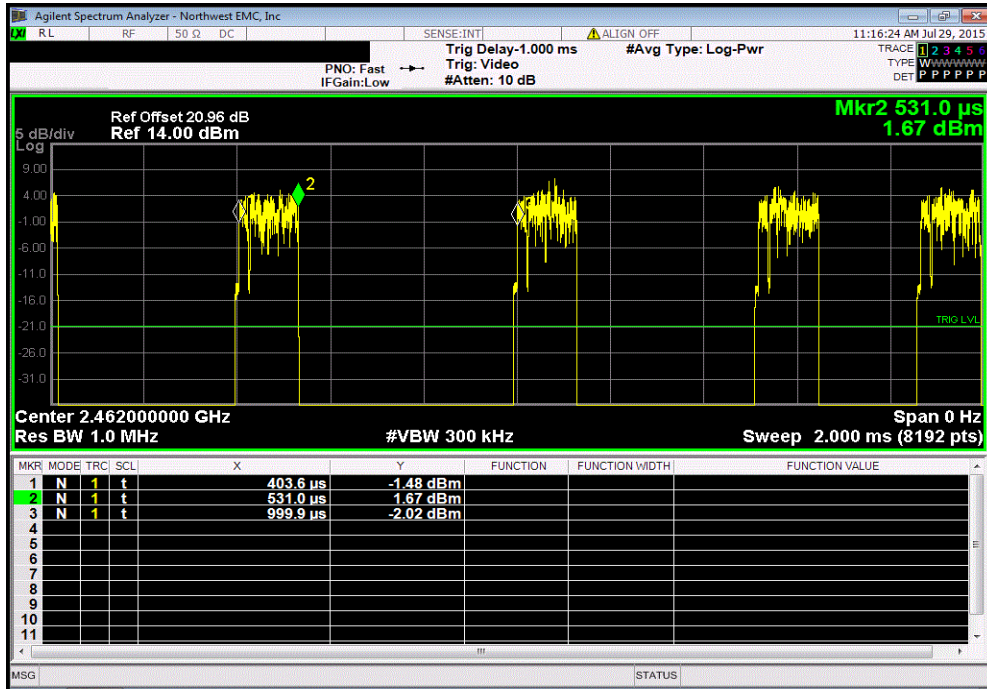 Agilent Spectrum Analyzer - Northwest EMC, Inc
LXI RL RF 50 Ω DC SENSE:INT ALIGN OFF 11:16:24 AM Jul 29, 2015
PNO: Fast
IFGain:Low
Trig Delay-1.000 ms
Trig: Video
#Atten: 10 dB
#Avg Type: Log-Pwr
TRACE 1 2 3 4 5 6
TYPE WWWWWW
DET P P P P P P
Mkr2 531.0 µs
1.67 dBm
Ref Offset 20.96 dB
5 dB/div Ref 14.00 dBm
Log
9.00
4.00
2
-1.00
-6.00
-11.0
-16.0
-21.0
TRIG LVL
-26.0
-31.0
Center 2.462000000 GHz Span 0 Hz
Res BW 1.0 MHz #VBW 300 kHz Sweep 2.000 ms (8192 pts)
MKR MODE TRC SCL X Y FUNCTION FUNCTION WIDTH FUNCTION VALUE
1 N 1 t 403.6 µs -1.48 dBm
2 N 1 t 531.0 µs 1.67 dBm
3 N 1 t 999.9 µs -2.02 dBm
4
5
6
7
8
9
10
11
MSG STATUS